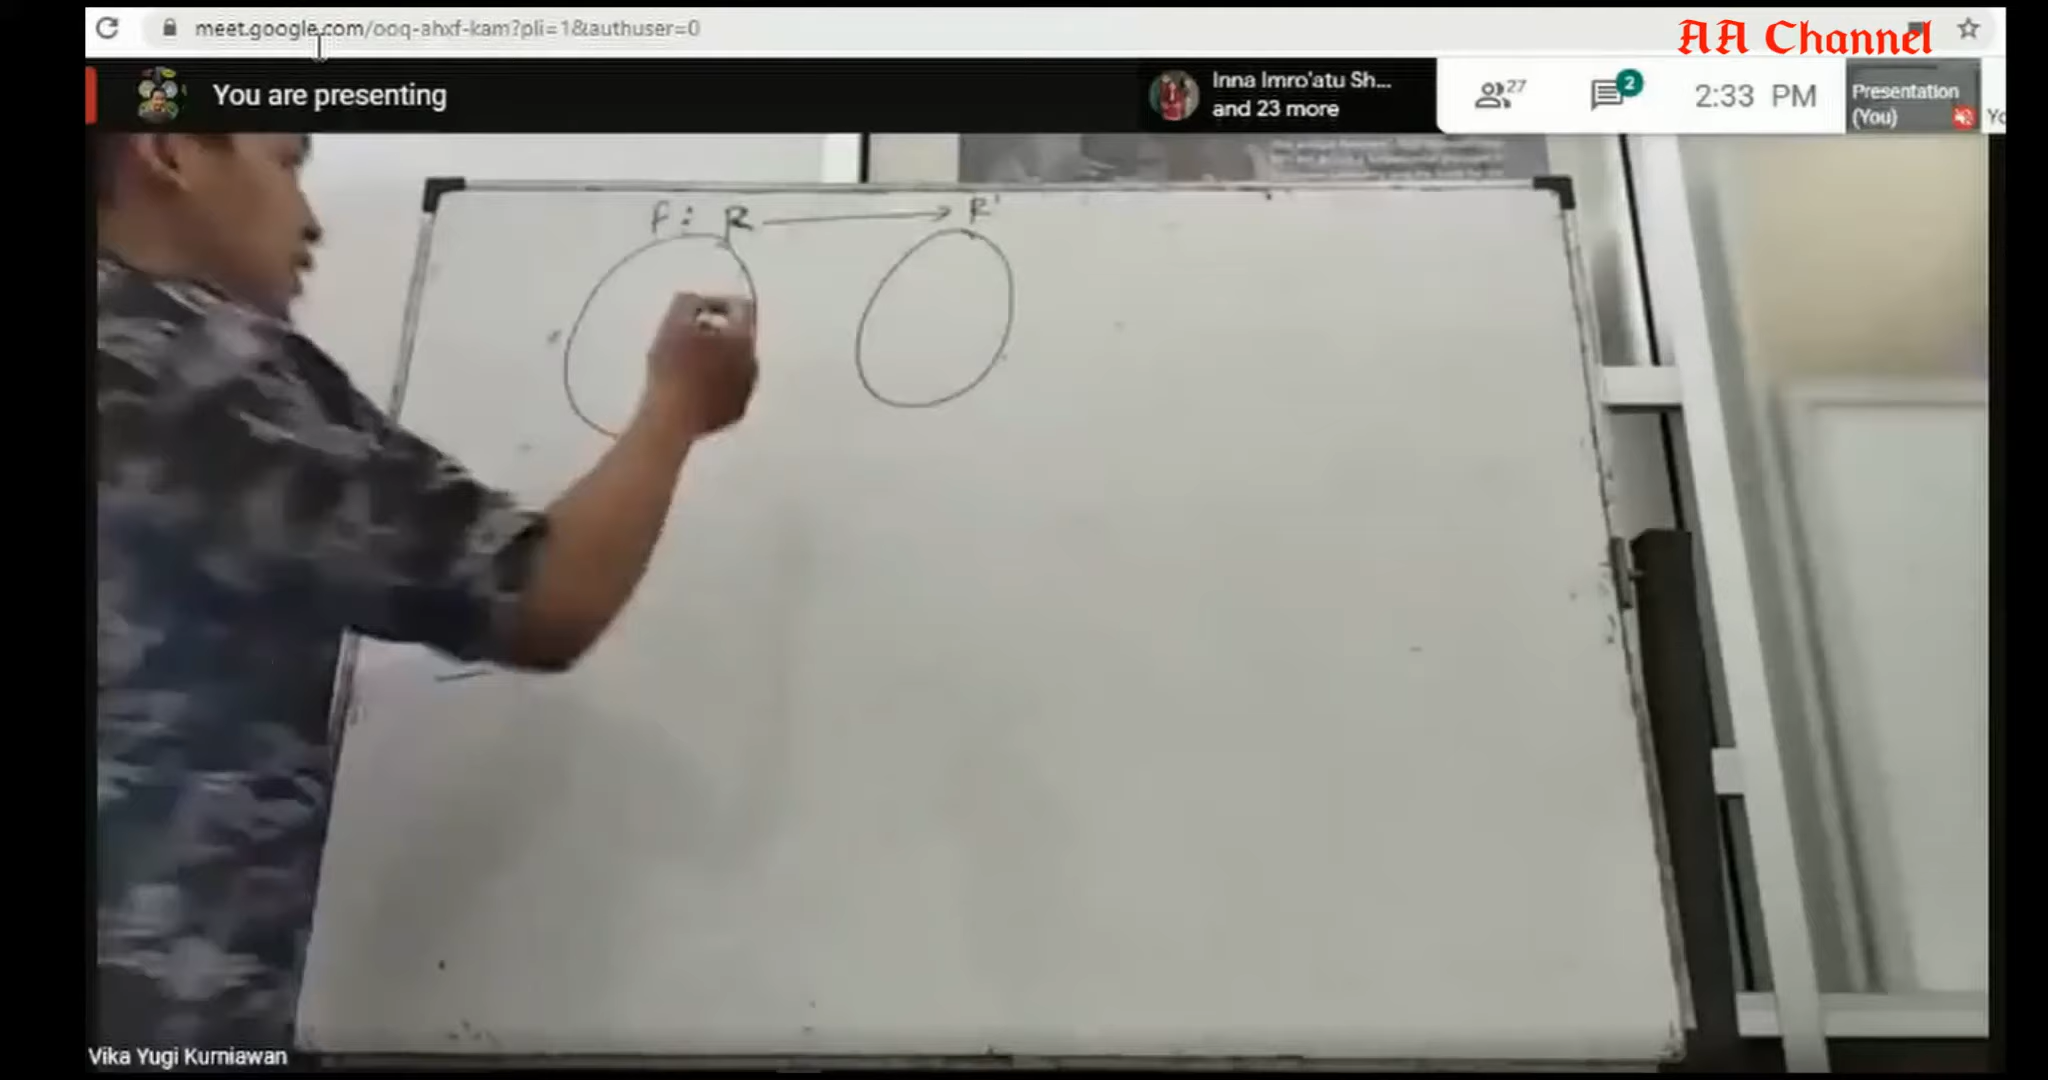 meet.google.com/ooq-ahxf-kam?pli=1&authuser=0
AA Channel
You are presenting
Inna Imro'atu Sh...
and 23 more
27
2
2:33 PM
Presentation
(You)
Yo
f : R → R'
Vika Yugi Kurniawan